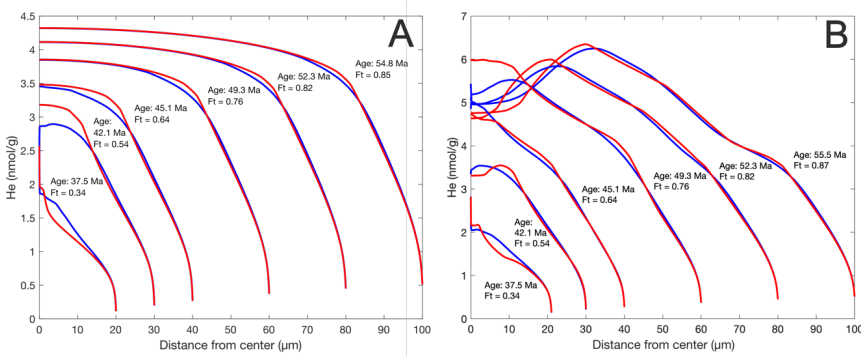 A
4.5
4
3.5
3
2.5
2
1.5
1
0.5
0
He (nmol/g)
Age: 54.8 Ma
Ft = 0.85
Age: 52.3 Ma
Ft = 0.82
Age: 49.3 Ma
Ft = 0.76
Age: 45.1 Ma
Ft = 0.64
Age:
42.1 Ma
Ft = 0.54
Age: 37.5 Ma
Ft = 0.34
0 10 20 30 40 50 60 70 80 90 100
Distance from center (µm)
B
7
6
5
4
3
2
1
0
He (nmol/g)
Age: 55.5 Ma
Ft = 0.87
Age: 52.3 Ma
Ft = 0.82
Age: 49.3 Ma
Ft = 0.76
Age: 45.1 Ma
Ft = 0.64
Age:
42.1 Ma
Ft = 0.54
Age: 37.5 Ma
Ft = 0.34
0 10 20 30 40 50 60 70 80 90 100
Distance from center (µm)